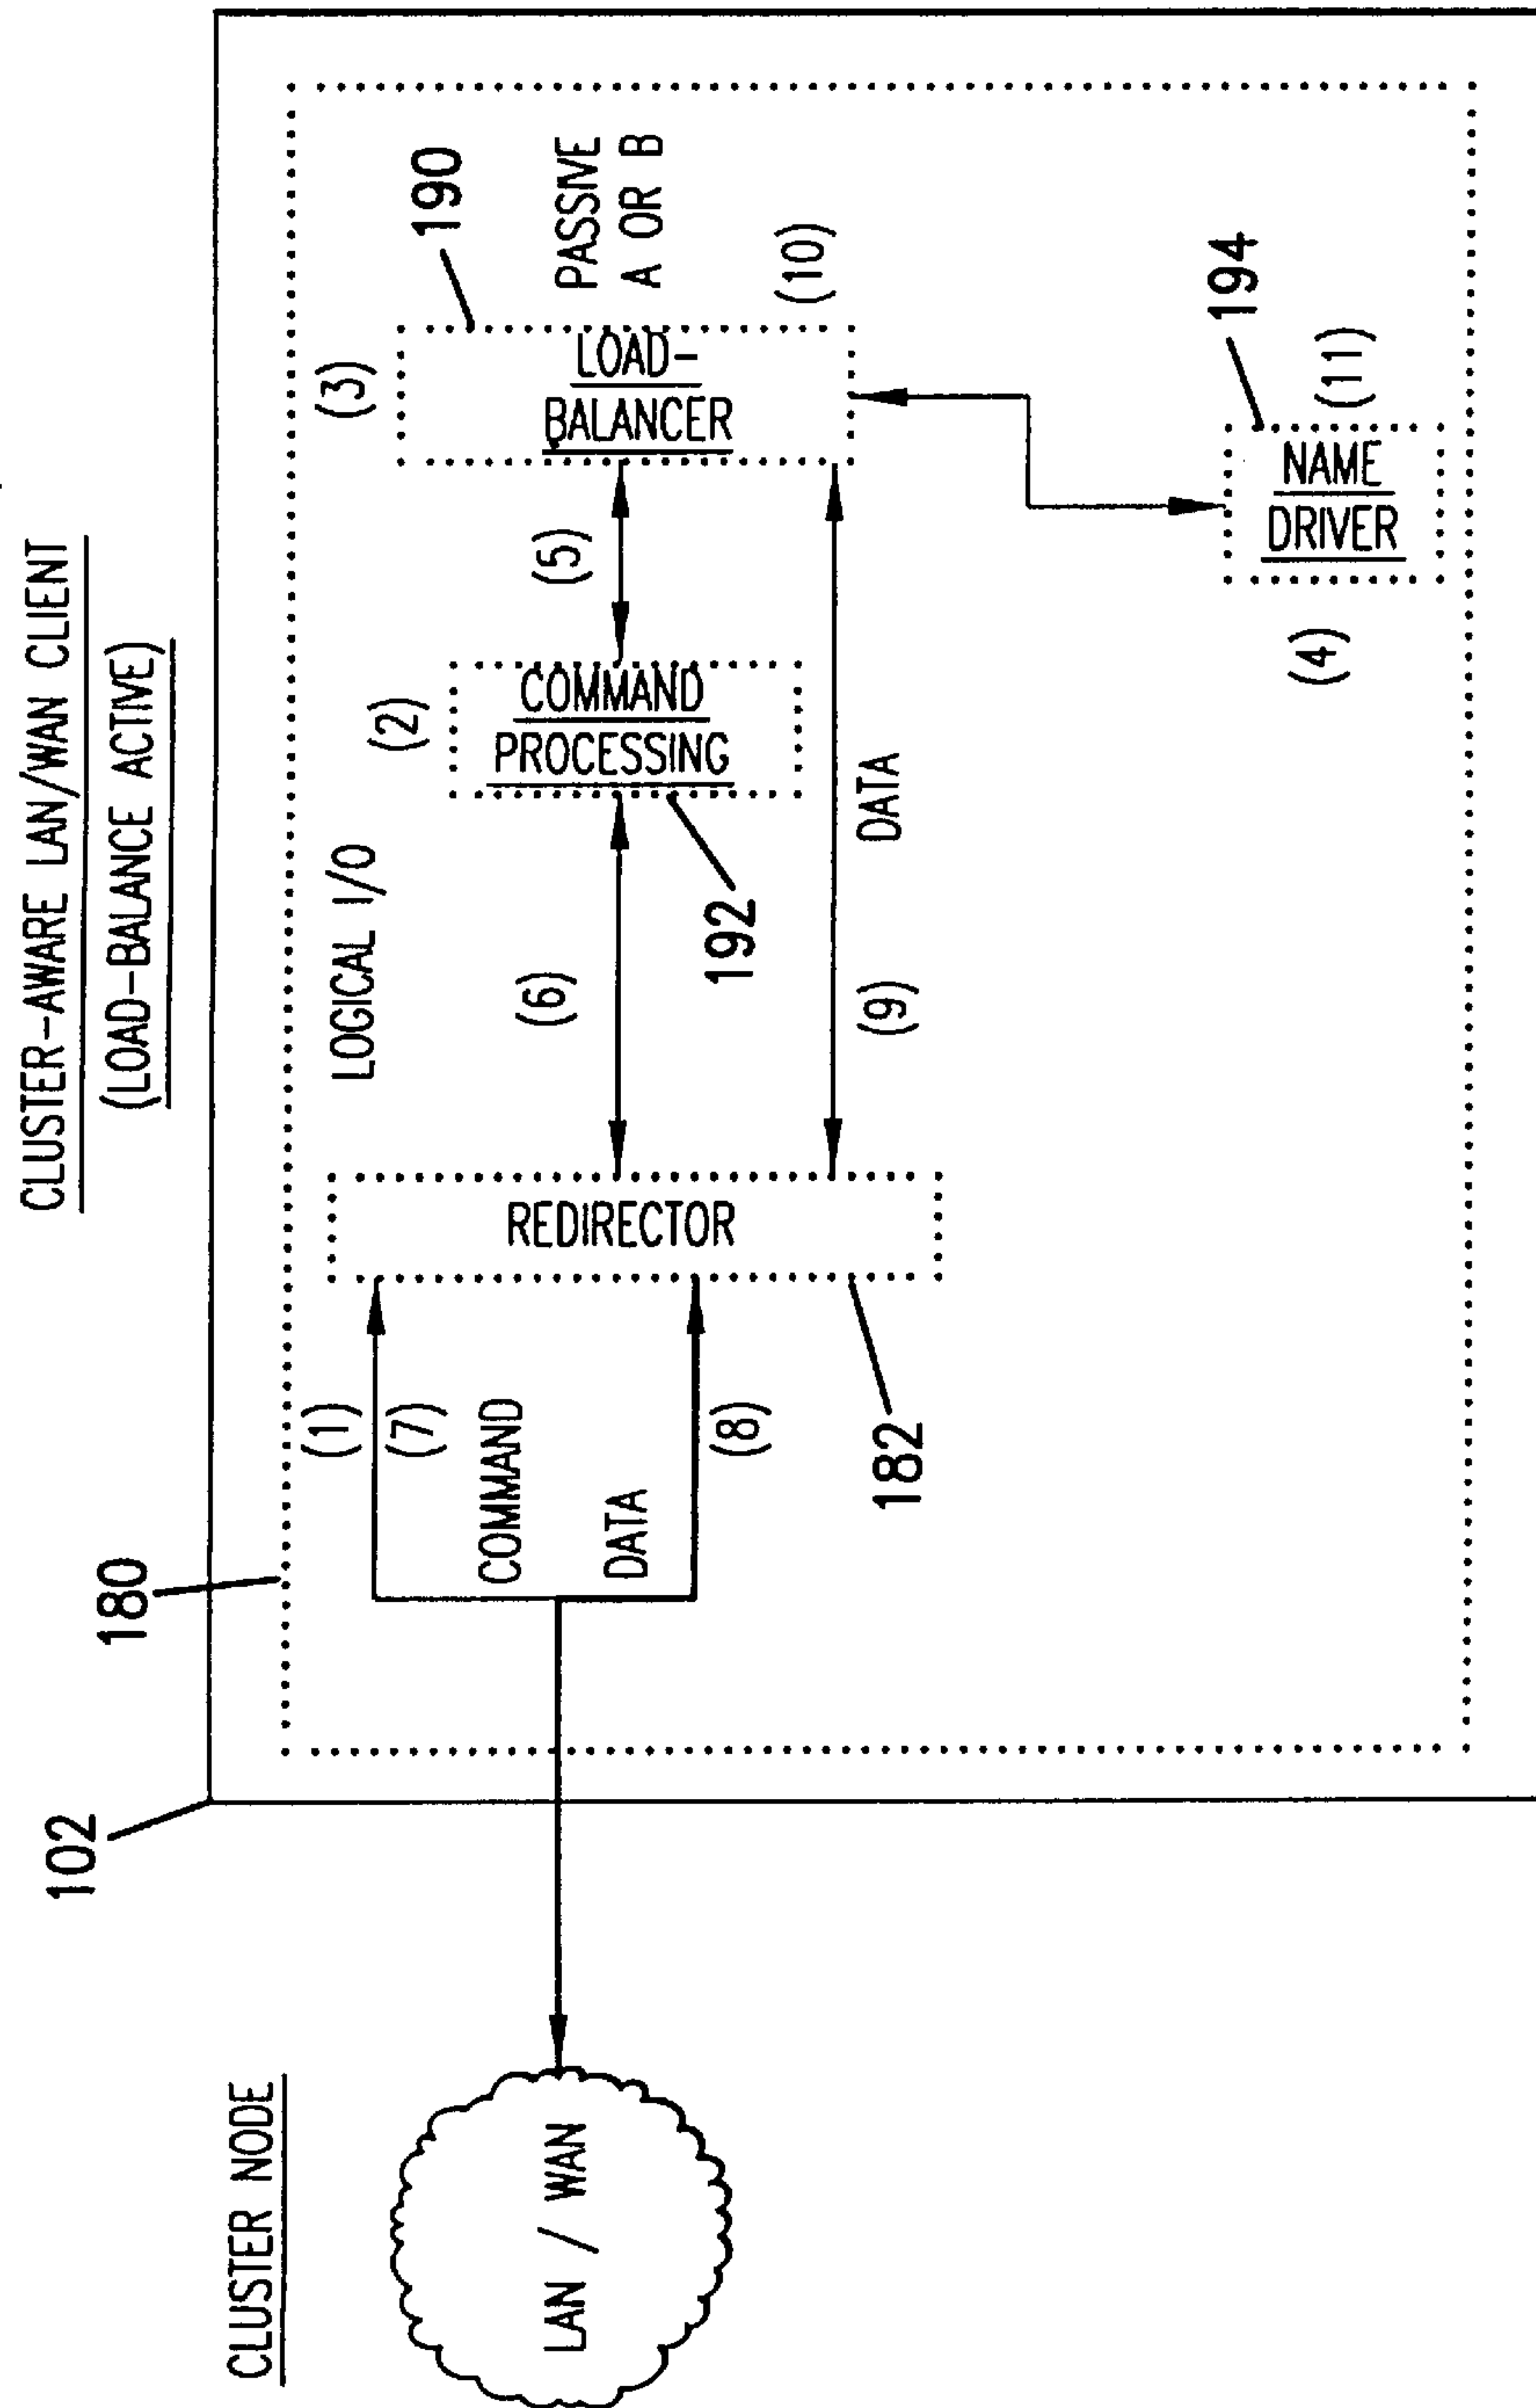 CLUSTER-AWARE LAN/WAN CLIENT
(LOAD-BALANCE ACTIVE)
CLUSTER NODE
102
180
LAN / WAN
(1)
(7)
COMMAND
DATA
(8)
182
REDIRECTOR
LOGICAL I/O
(6)
(9)
DATA
192
(2)
COMMAND
PROCESSING
(5)
(3)
LOAD-
BALANCER
190
PASSIVE
A OR B
(10)
194
(4)
NAME
DRIVER
(11)